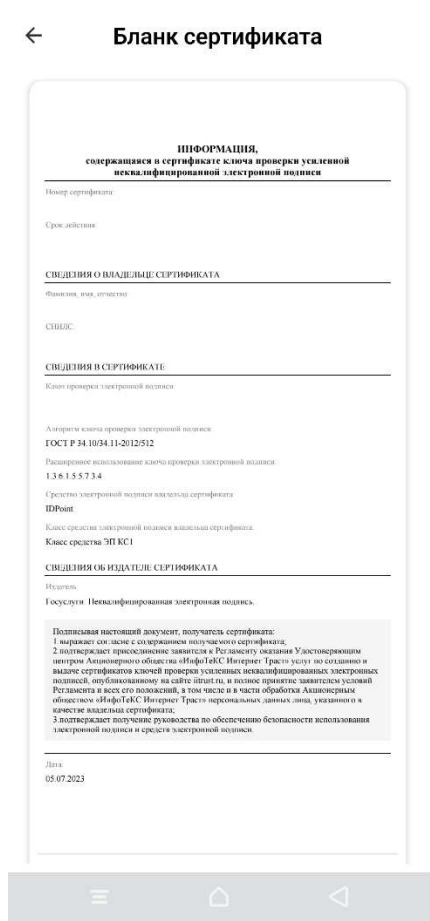 Бланк сертификата
ИНФОРМАЦИЯ,
содержащаяся в сертификате ключа проверки усиленной
неквалифицированной электронной подписи
Номер сертификата:
Срок действия:
СВЕДЕНИЯ О ВЛАДЕЛЬЦЕ СЕРТИФИКАТА
Фамилия, имя, отчество
СНИЛС
СВЕДЕНИЯ В СЕРТИФИКАТЕ
Ключ проверки электронной подписи
Алгоритм ключа проверки электронной подписи
ГОСТ Р 34.10/34.11-2012/512
Расширенное использование ключа проверки электронной подписи
1.3.6.1.5.5.7.3.4
Средство электронной подписи владельца сертификата
IDPoint
Класс средства электронной подписи владельца сертификата
Класс средства ЭП КС1
СВЕДЕНИЯ ОБ ИЗДАТЕЛЕ СЕРТИФИКАТА
Издатель
Госуслуги. Неквалифицированная электронная подпись.
Подписывая настоящий документ, получатель сертификата:
1.выражает согласие с содержанием получаемого сертификата;
2.подтверждает присоединение заявителя к Регламенту оказания Удостоверяющим
центром Акционерного общества «ИнфоТеКС Интернет Траст» услуг по созданию и
выдаче сертификатов ключей проверки усиленных неквалифицированных электронных
подписей, опубликованному на сайте iitrust.ru, и полное принятие заявителем условий
Регламента и всех его положений, в том числе и в части обработки Акционерным
обществом «ИнфоТеКС Интернет Траст» персональных данных лица, указанного в
качестве владельца сертификата;
3.подтверждает получение руководства по обеспечению безопасности использования
электронной подписи и средств электронной подписи.
Дата
05.07.2023